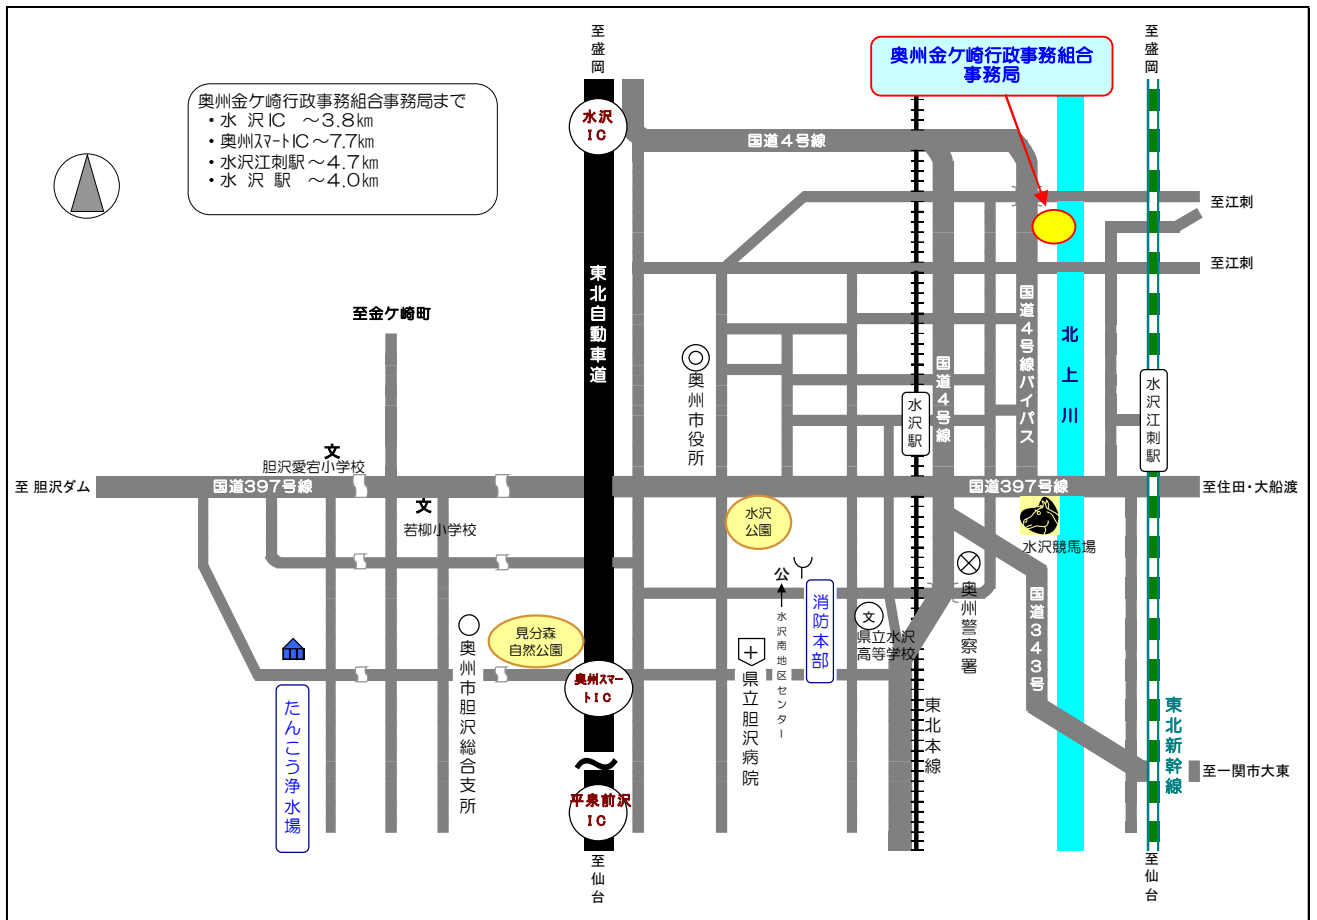 至盛岡
至盛岡
奥州金ケ崎行政事務組合
事務局
奥州金ケ崎行政事務組合事務局まで
・水 沢IC ～3.8㎞
・奥州ｽﾏｰﾄIC～7.7㎞
・水沢江刺駅～4.7㎞
・水 沢 駅 ～4.0㎞
水沢
IC
国道4号線
至江刺
至江刺
東北自動車道
至金ケ崎町
国道4号線バイパス
北上川
国道4号線
奥州市役所
水沢駅
水沢江刺駅
文
胆沢愛宕小学校
至 胆沢ダム
国道397号線
国道397号線
至住田・大船渡
文
若柳小学校
水沢
公園
水沢競馬場
公
水沢南地区センター
消防本部
文
県立水沢
高等学校
奥州警察署
国道343号
見分森
自然公園
奥州市胆沢総合支所
奥州ｽﾏｰ
ﾄIC
県立胆沢病院
たんこう浄水場
東北本線
東北新幹線
至一関市大東
平泉前沢
IC
至仙台
至仙台